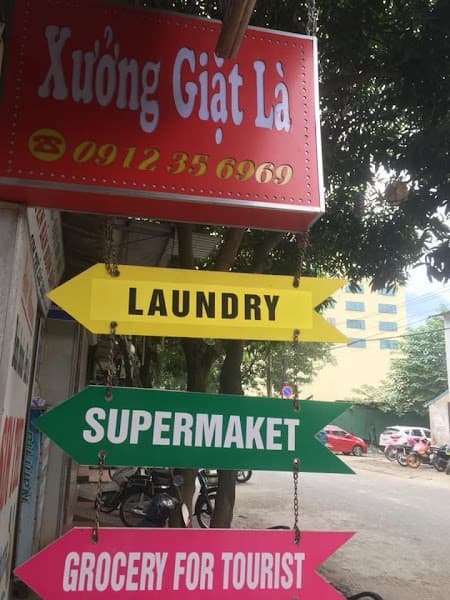 Xưởng Giặt Là
☎ 0912 35 6969
LAUNDRY
SUPERMAKET
GROCERY FOR TOURIST